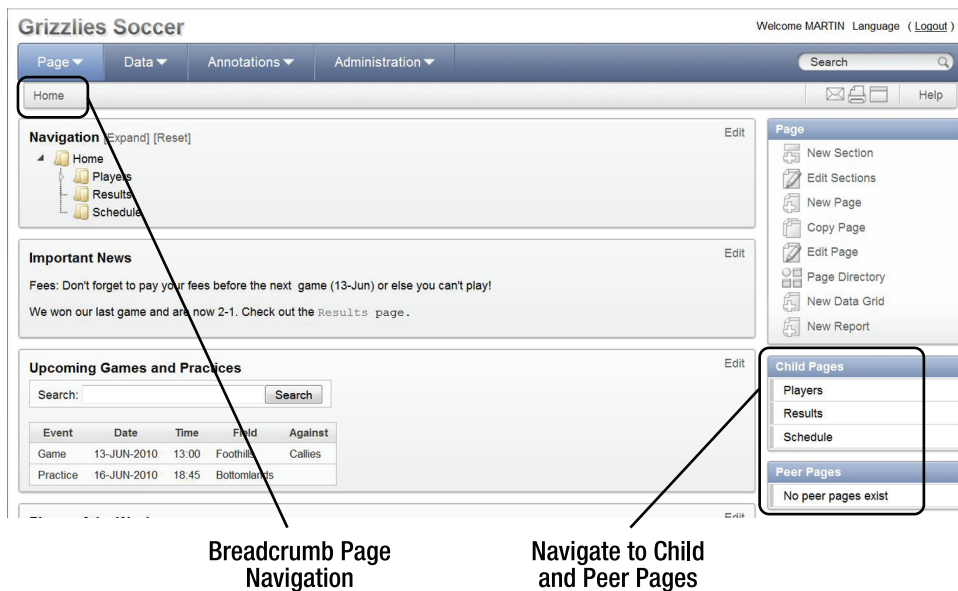 Grizzlies Soccer
Welcome MARTIN Language ( Logout )
Page Data Annotations Administration
Search
Home
Help
Navigation [Expand] [Reset]
Edit
Home
Players
Results
Schedule
Important News
Edit
Fees: Don't forget to pay your fees before the next game (13-Jun) or else you can't play!
We won our last game and are now 2-1. Check out the Results page.
Upcoming Games and Practices
Edit
Search:
Search
Event Date Time Field Against
Game 13-JUN-2010 13:00 Foothills Callies
Practice 16-JUN-2010 18:45 Bottomlands
Edit
Page
New Section
Edit Sections
New Page
Copy Page
Edit Page
Page Directory
New Data Grid
New Report
Child Pages
Players
Results
Schedule
Peer Pages
No peer pages exist
Breadcrumb Page
Navigation
Navigate to Child
and Peer Pages